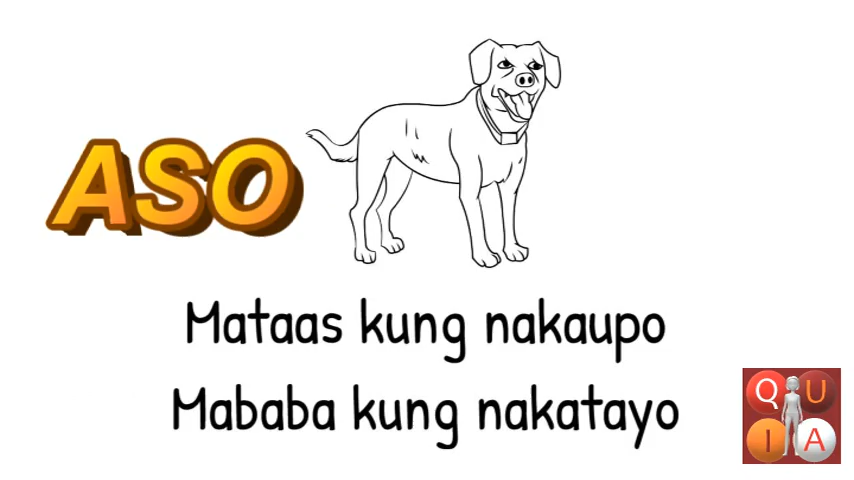 ASO
Mataas kung nakaupo
Mababa kung nakatayo
Q U
I A